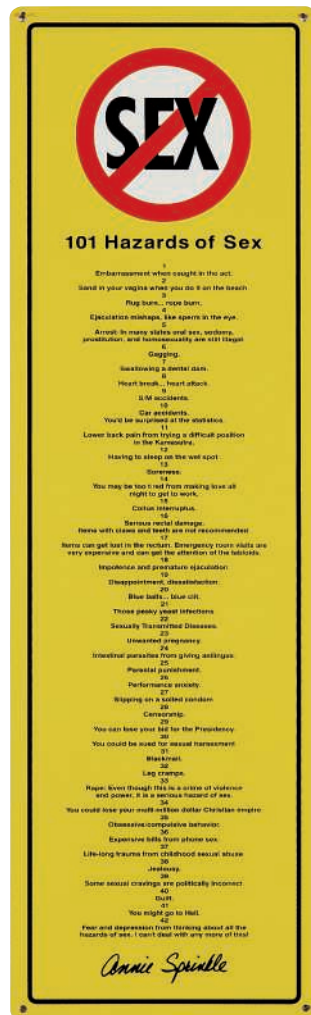 SEX
101 Hazards of Sex
1
Embarrassment when caught in the act.
2
Sand in your vagina when you do it on the beach
3
Rug burn... rope burn.
4
Ejaculation mishaps, like sperm in the eye.
5
Arrest: In many states oral sex, sodomy,
prostitution, and homosexuality are still illegal.
6
Gagging.
7
Swallowing a dental dam.
8
Heart break... heart attack.
9
S/M accidents.
10
Car accidents.
You'd be surprised at the statistics.
11
Lower back pain from trying a difficult position
in the Kamasutra.
12
Having to sleep on the wet spot
13
Soreness.
14
You may be too tired from making love all
night to get to work.
15
Coitus interruptus.
16
Serious rectal damage.
Items with claws and teeth are not recommended
17
Items can get lost in the rectum. Emergency room visits are
very expensive and can get the attention of the tabloids.
18
Impotence and premature ejaculation
19
Disappointment, dissatisfaction.
20
Blue balls... blue clit.
21
Those pesky yeast infections
22
Sexually Transmitted Diseases.
23
Unwanted pregnancy.
24
Intestinal parasites from giving anilingus.
25
Parental punishment.
26
Performance anxiety.
27
Slipping on a soiled condom
28
Censorship.
29
You can lose your bid for the Presidency
30
You could be sued for sexual harassment
31
Blackmail.
32
Leg cramps.
33
Rape: Even though this is a crime of violence
and power, it is a serious hazard of sex.
34
You could lose your multi-million dollar Christian empire
35
Obsessive/compulsive behavior.
36
Expensive bills from phone sex
37
Life-long trauma from childhood sexual abuse
38
Jealousy.
39
Some sexual cravings are politically incorrect
40
Guilt.
41
You might go to Hell.
42
Fear and depression from thinking about all the
hazards of sex. I can't deal with any more of this!
Annie Sprinkle